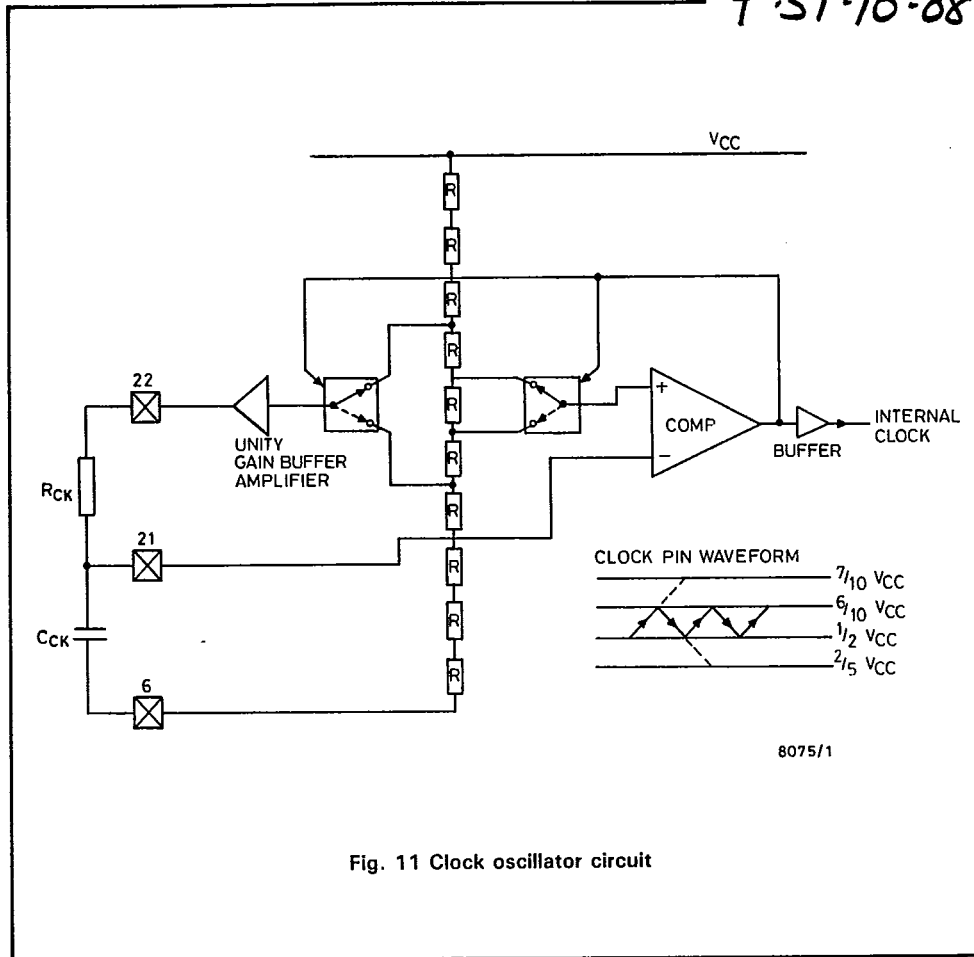 VCC
R
R
R
R
R
R
R
R
R
R
22
UNITY
GAIN BUFFER
AMPLIFIER
RCK
21
CCK
6
+
COMP
−
BUFFER
INTERNAL
CLOCK
CLOCK PIN WAVEFORM
7/10 VCC
6/10 VCC
1/2 VCC
2/5 VCC
8075/1
Fig. 11 Clock oscillator circuit